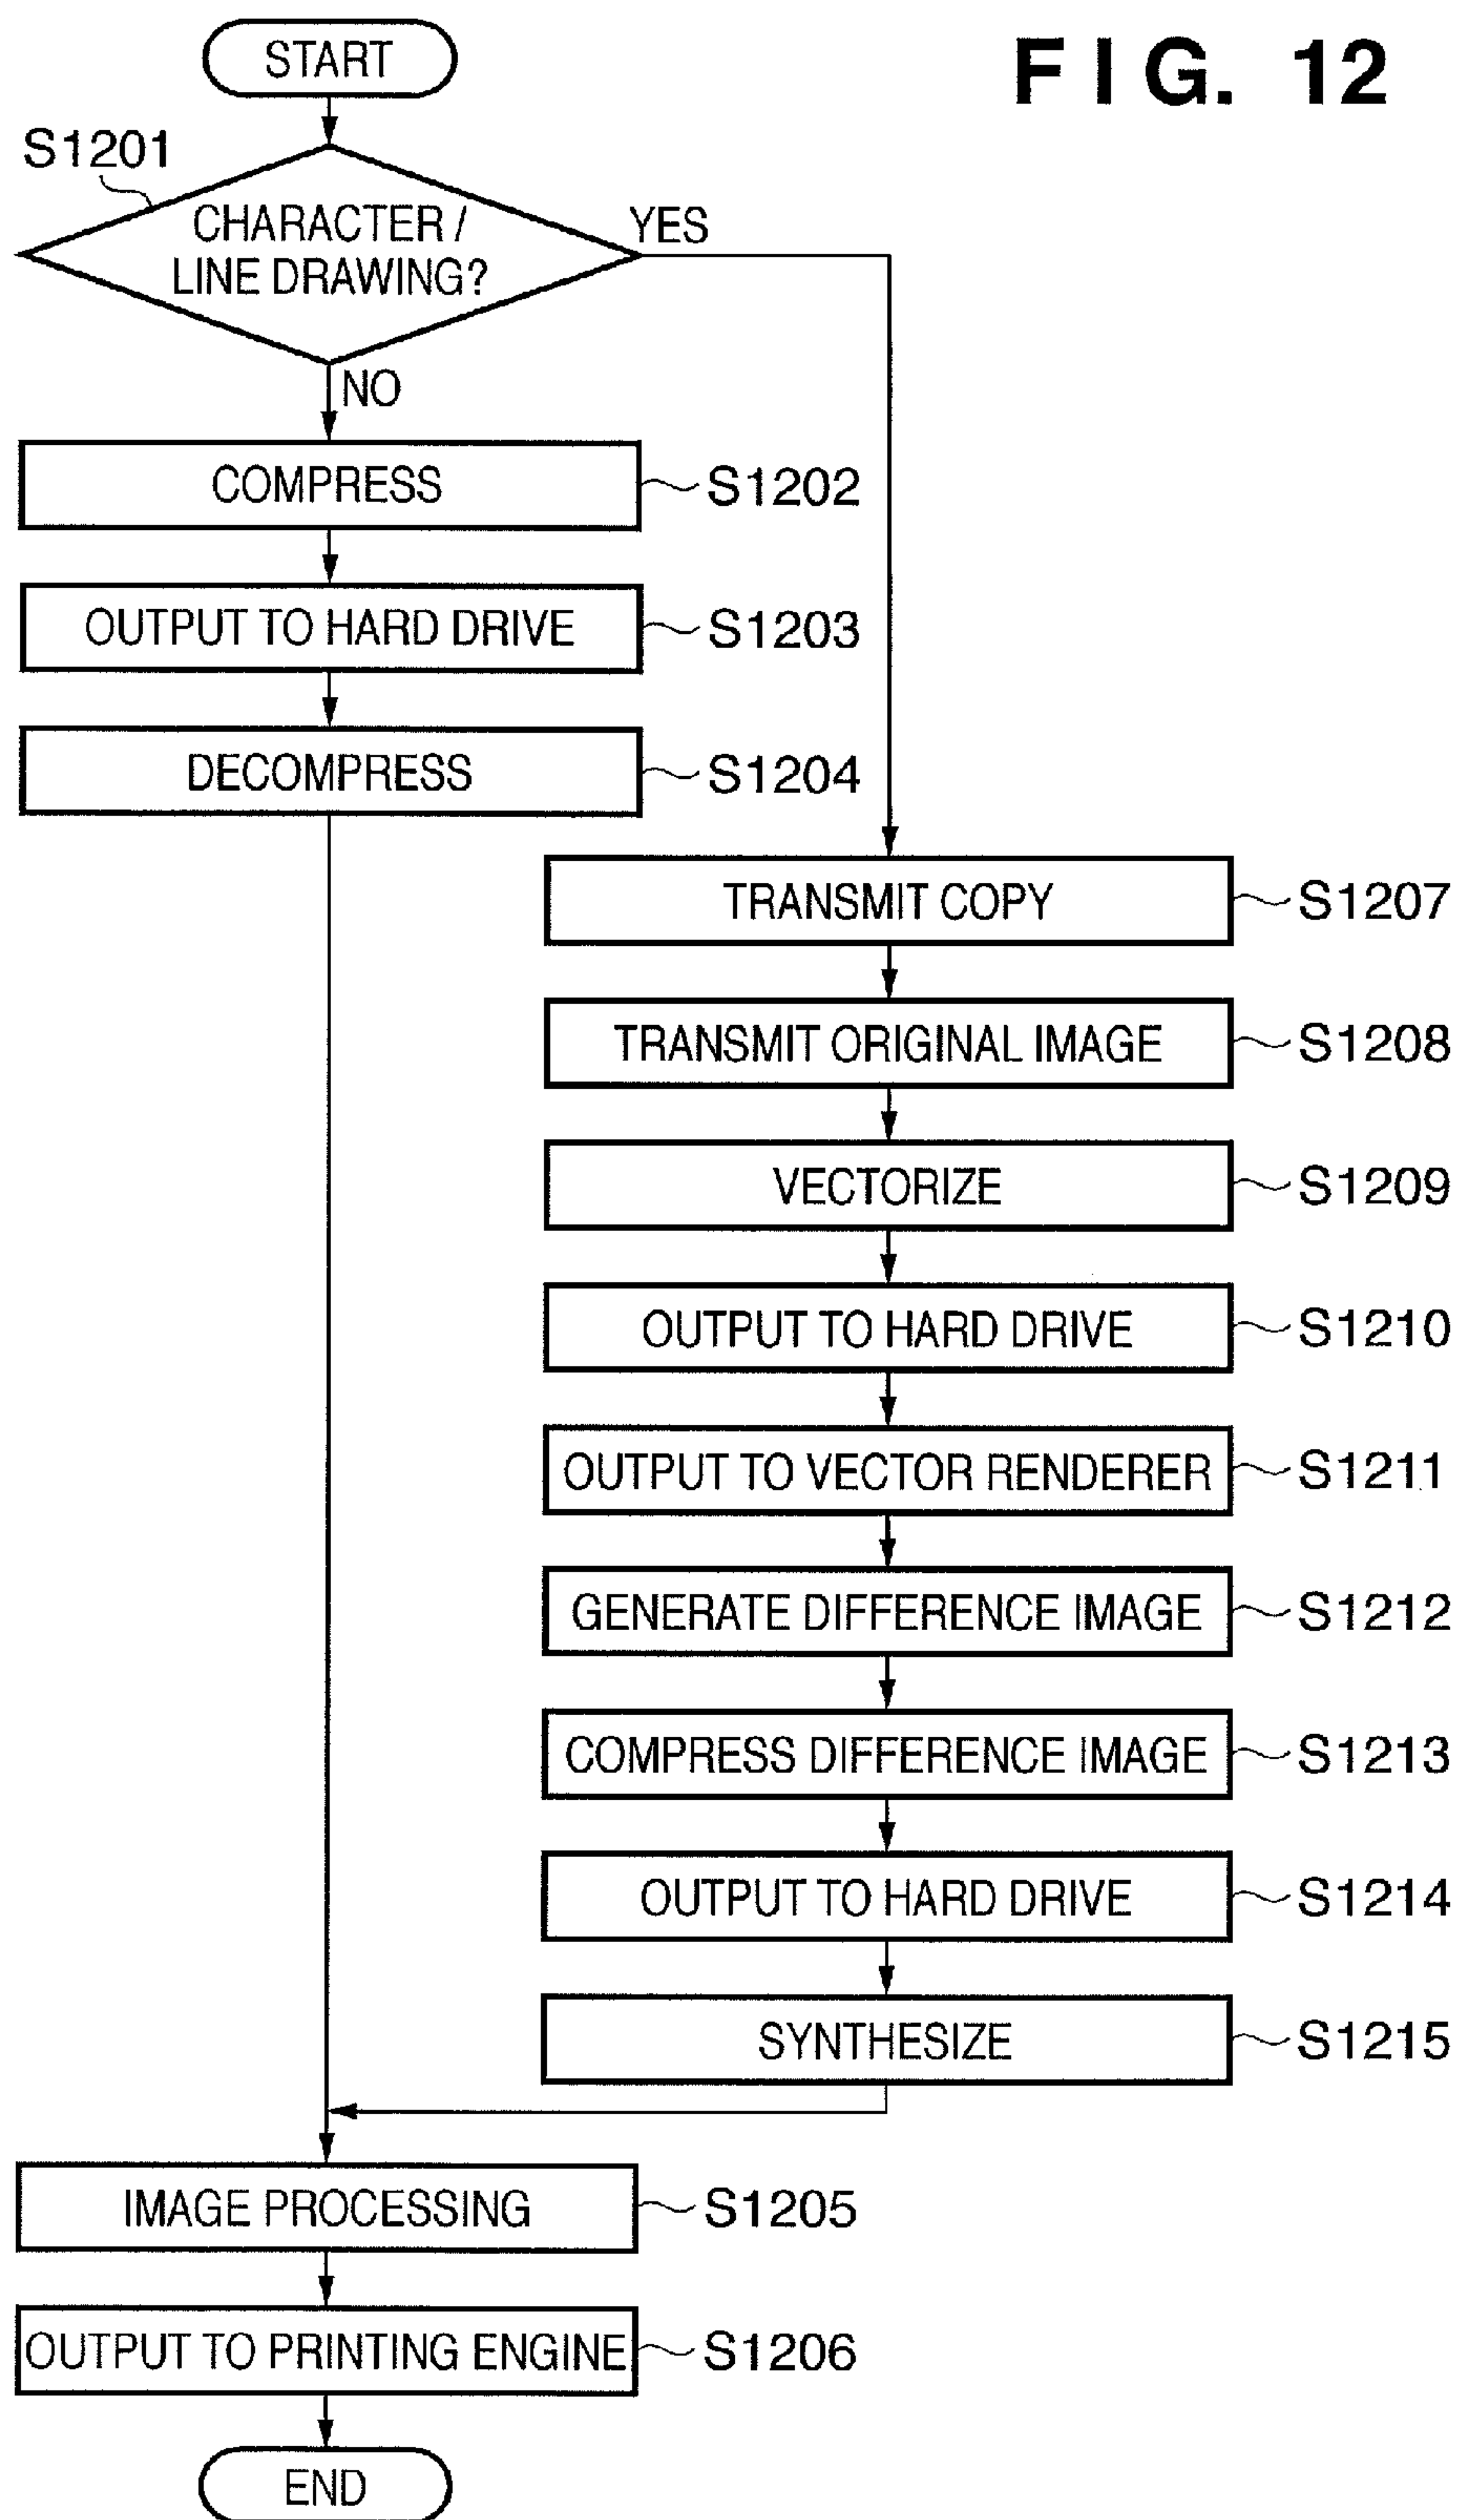 FIG. 12
START
S1201
CHARACTER /
LINE DRAWING?
YES
NO
COMPRESS
S1202
OUTPUT TO HARD DRIVE
S1203
DECOMPRESS
S1204
TRANSMIT COPY
S1207
TRANSMIT ORIGINAL IMAGE
S1208
VECTORIZE
S1209
OUTPUT TO HARD DRIVE
S1210
OUTPUT TO VECTOR RENDERER
S1211
GENERATE DIFFERENCE IMAGE
S1212
COMPRESS DIFFERENCE IMAGE
S1213
OUTPUT TO HARD DRIVE
S1214
SYNTHESIZE
S1215
IMAGE PROCESSING
S1205
OUTPUT TO PRINTING ENGINE
S1206
END